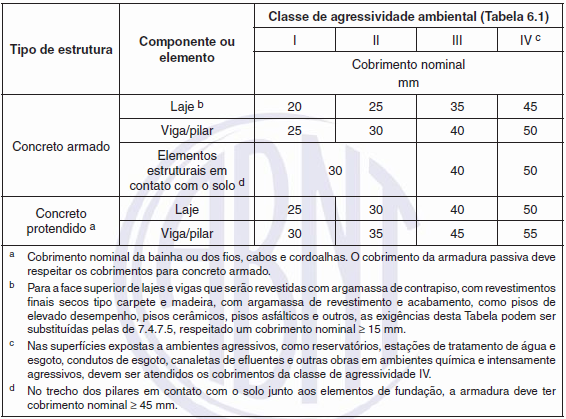 Tipo de estrutura
Componente ou
elemento
Classe de agressividade ambiental (Tabela 6.1)
I II III IV c
Cobrimento nominal
mm
Concreto armado
Laje b 20 25 35 45
Viga/pilar 25 30 40 50
Elementos
estruturais em
contato com o solo d
30 40 50
Concreto
protendido a
Laje 25 30 40 50
Viga/pilar 30 35 45 55
a Cobrimento nominal da bainha ou dos fios, cabos e cordoalhas. O cobrimento da armadura passiva deve
respeitar os cobrimentos para concreto armado.
b Para a face superior de lajes e vigas que serão revestidas com argamassa de contrapiso, com revestimentos
finais secos tipo carpete e madeira, com argamassa de revestimento e acabamento, como pisos de
elevado desempenho, pisos cerâmicos, pisos asfálticos e outros, as exigências desta Tabela podem ser
substituídas pelas de 7.4.7.5, respeitado um cobrimento nominal ≥ 15 mm.
c Nas superfícies expostas a ambientes agressivos, como reservatórios, estações de tratamento de água e
esgoto, condutos de esgoto, canaletas de efluentes e outras obras em ambientes química e intensamente
agressivos, devem ser atendidos os cobrimentos da classe de agressividade IV.
d No trecho dos pilares em contato com o solo junto aos elementos de fundação, a armadura deve ter
cobrimento nominal ≥ 45 mm.
ABNT